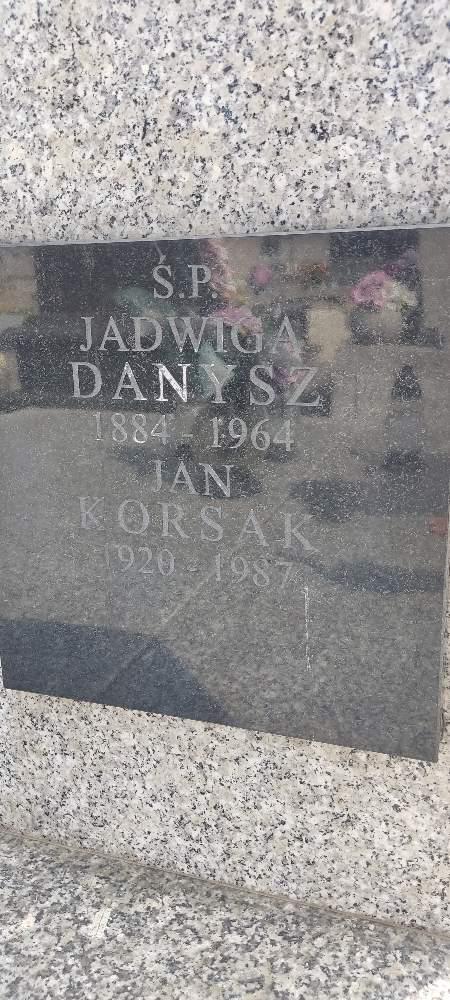 Ś.P.
JADWIGA
DANYSZ
1884 - 1964
JAN
KORSAK
1920 - 1987